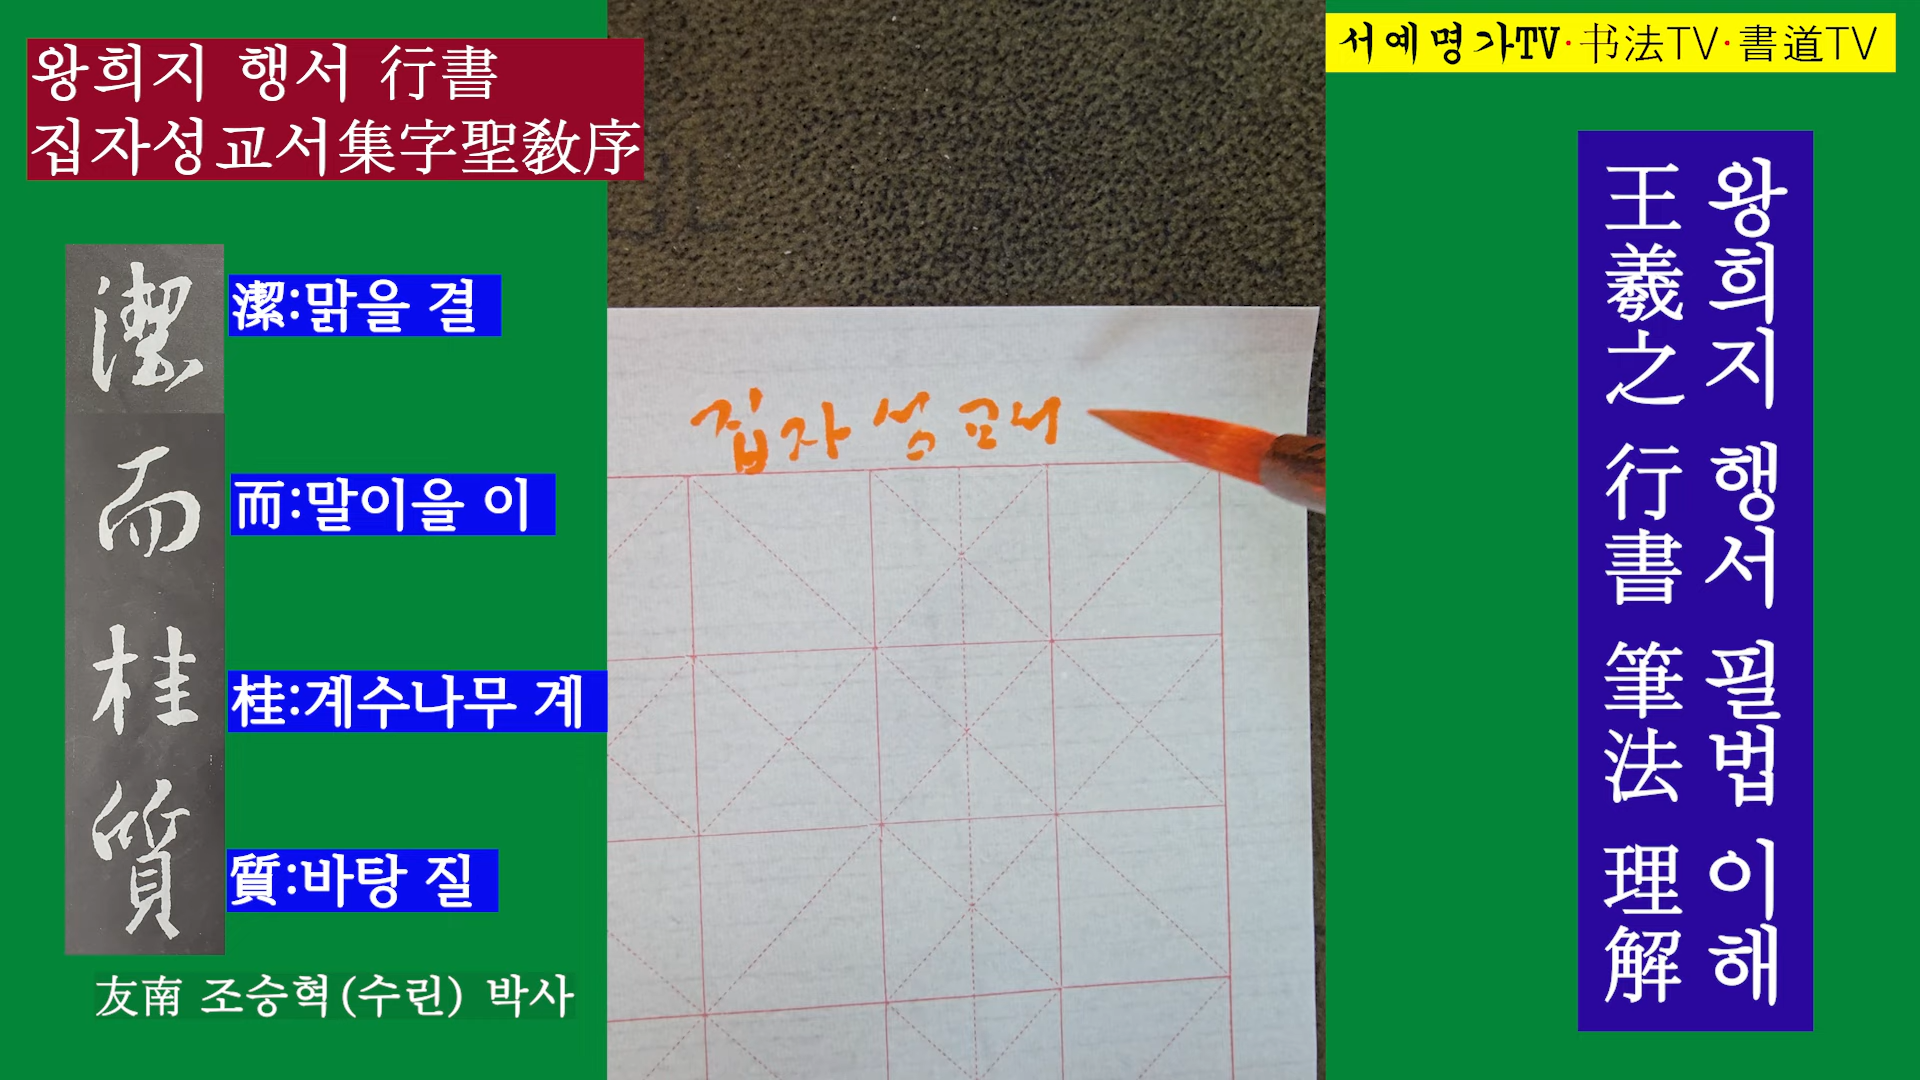 왕희지 행서 行書
집자성교서集字聖敎序
서예명가TV·书法TV·書道TV
潔
而
桂
質
潔:맑을 결
而:말이을 이
桂:계수나무 계
質:바탕 질
友南 조승혁(수린) 박사
집자성교서
왕희지 행서 필법 이해
王羲之 行書 筆法 理解